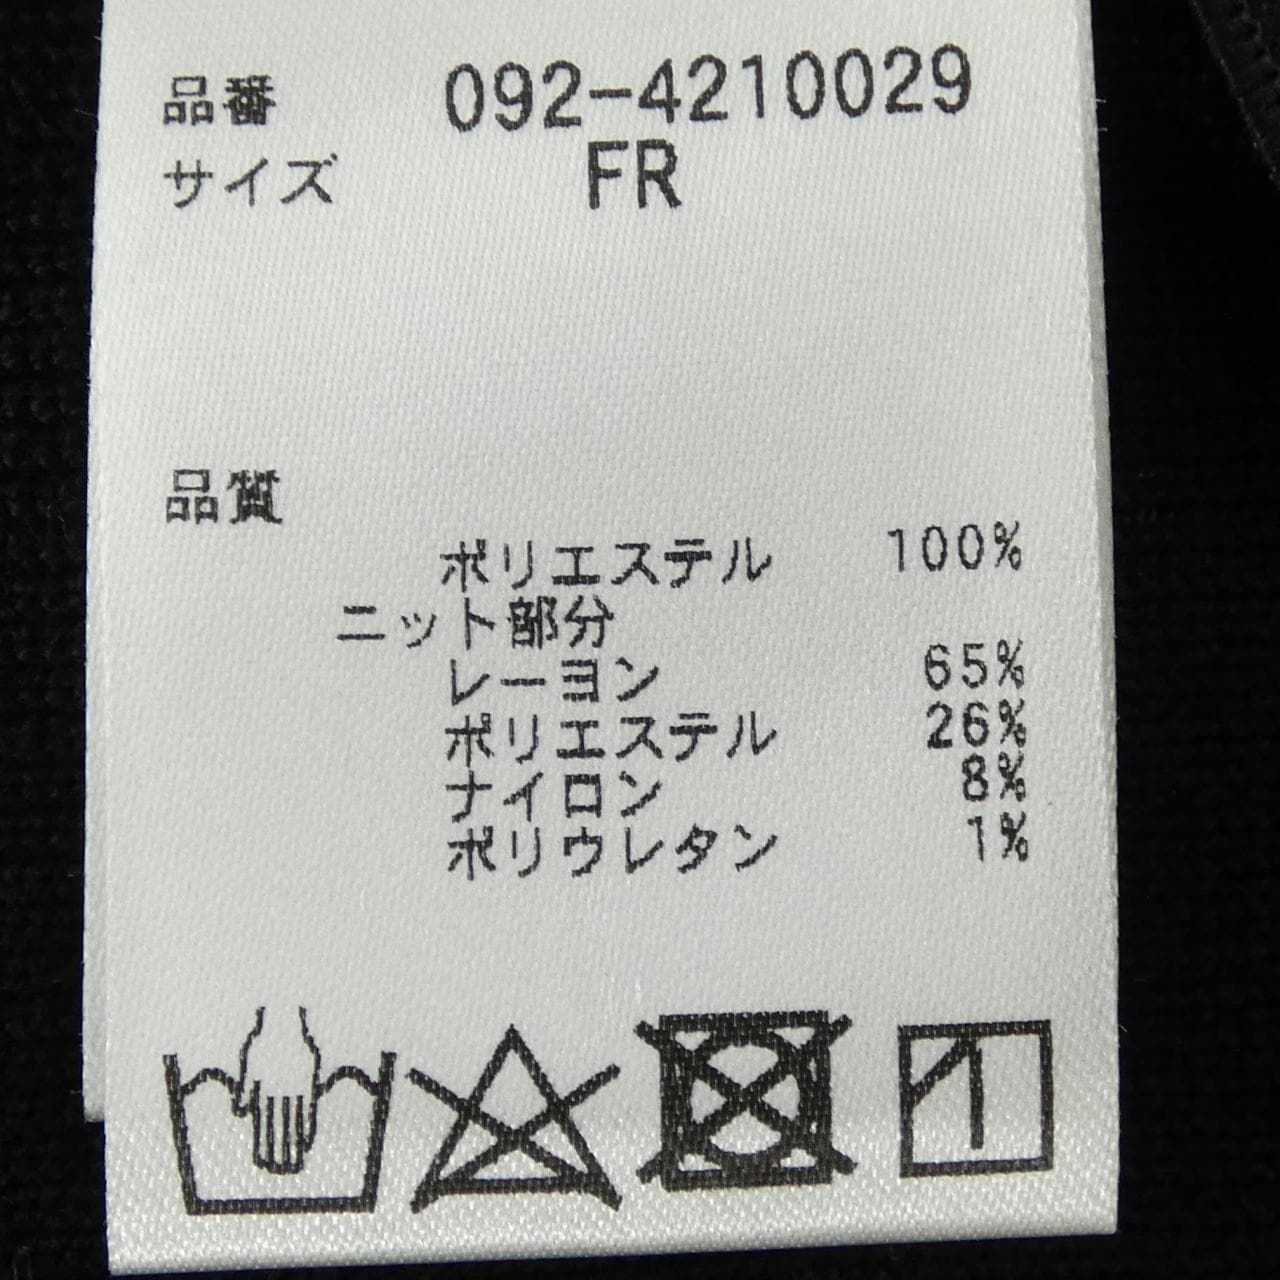 品番 092-4210029
サイズ FR
品質
ポリエステル 100%
ニット部分
レーヨン 65%
ポリエステル 26%
ナイロン 8%
ポリウレタン 1%